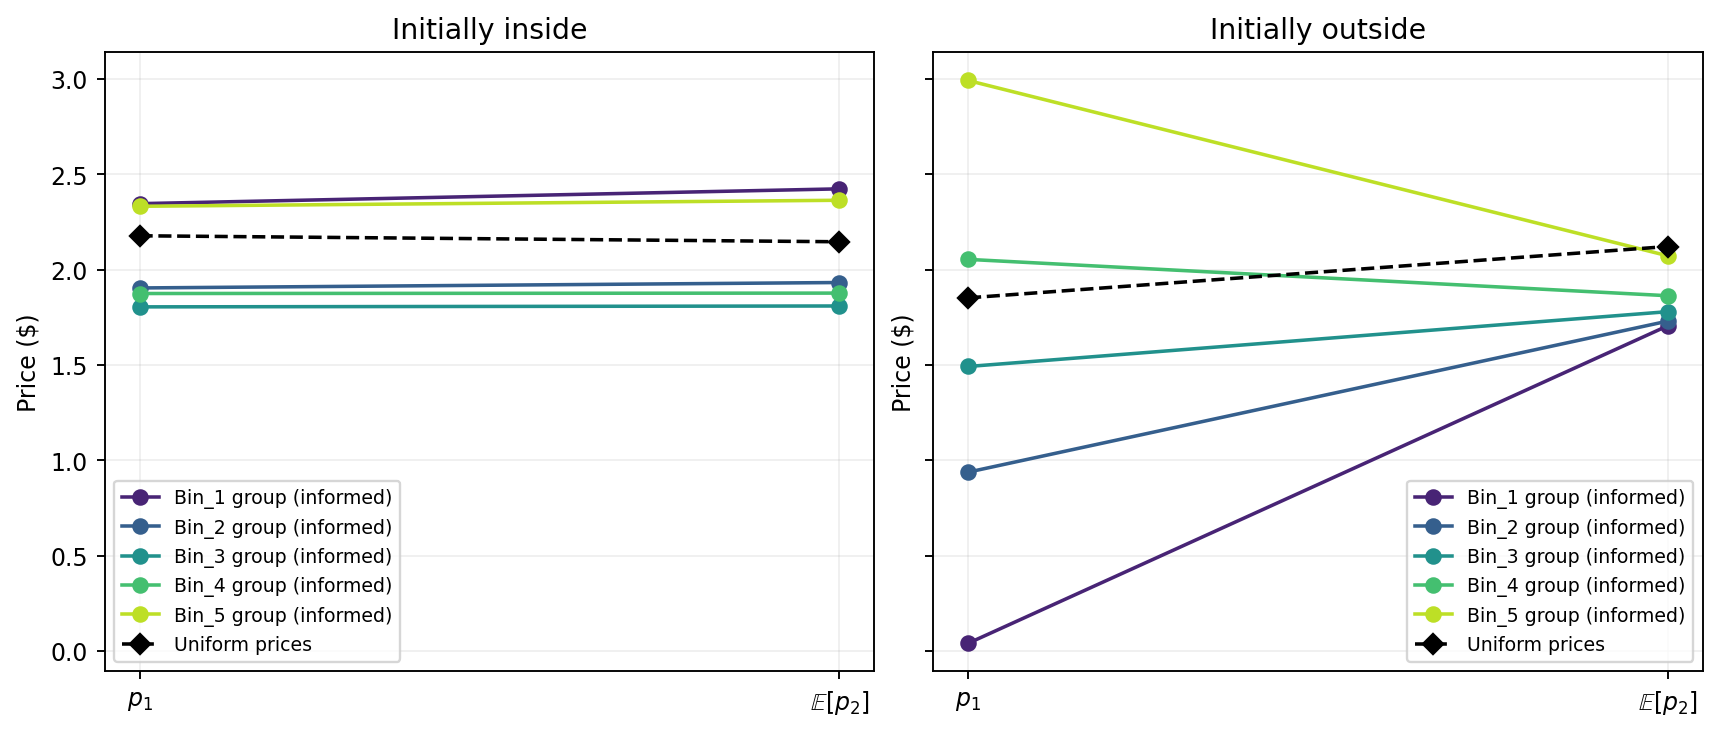 Initially inside
Price ($)
3.0
2.5
2.0
1.5
1.0
0.5
0.0
Bin_1 group (informed)
Bin_2 group (informed)
Bin_3 group (informed)
Bin_4 group (informed)
Bin_5 group (informed)
Uniform prices
p₁
𝔼[p₂]
Initially outside
Price ($)
Bin_1 group (informed)
Bin_2 group (informed)
Bin_3 group (informed)
Bin_4 group (informed)
Bin_5 group (informed)
Uniform prices
p₁
𝔼[p₂]